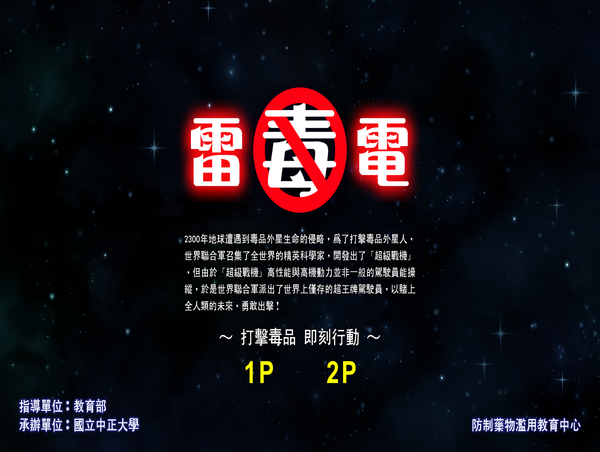 雷毒電
2300年地球遭遇到毒品外星生命的侵略，為了打擊毒品外星人，
世界聯合軍召集了全世界的精英科學家，開發出了「超級戰機」
，但由於「超級戰機」高性能與高機動力並非一般的駕駛員能操
縱，於是世界聯合軍派出了世界上僅存的超王牌駕駛員，以賭上
全人類的未來，勇敢出擊！
～ 打擊毒品 即刻行動 ～
1P 2P
指導單位：教育部
承辦單位：國立中正大學
防制藥物濫用教育中心